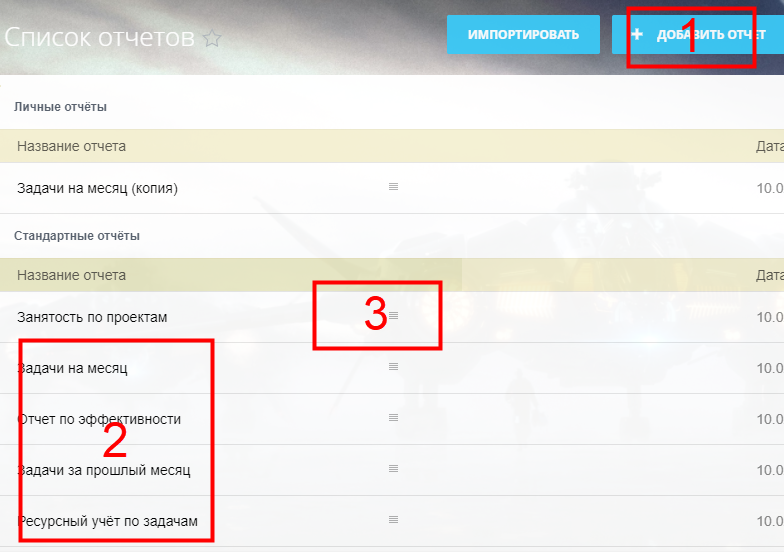 Список отчетов
ИМПОРТИРОВАТЬ
+ ДОБАВИТЬ ОТЧЕТ
1
Личные отчёты
Название отчета Дата
Задачи на месяц (копия) 10.0
Стандартные отчёты
Название отчета Дата
Занятость по проектам 3 10.0
Задачи на месяц 10.0
Отчет по эффективности 10.0
2
Задачи за прошлый месяц 10.0
Ресурсный учёт по задачам 10.0